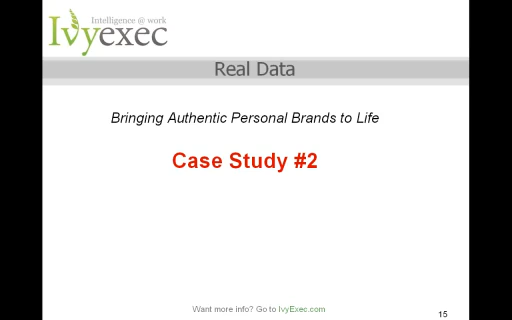 Intelligence @ work
Ivyexec
Real Data
Bringing Authentic Personal Brands to Life
Case Study #2
Want more info? Go to IvyExec.com
15